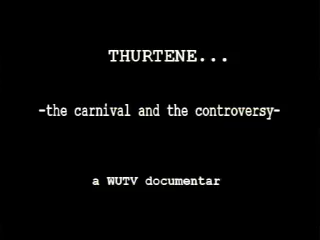 THURTENE...
-the carnival and the controversy-
a WUTV documentar